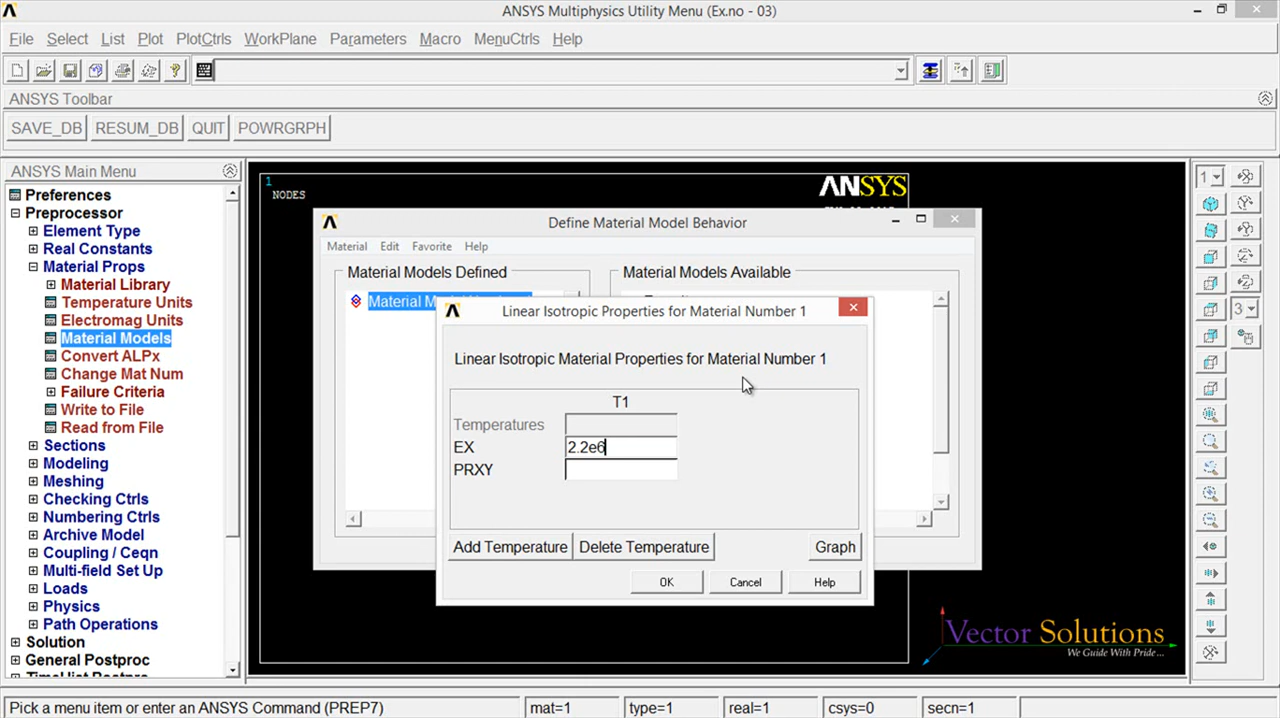 ANSYS Multiphysics Utility Menu (Ex.no - 03)
File Select List Plot PlotCtrls WorkPlane Parameters Macro MenuCtrls Help
ANSYS Toolbar
SAVE_DB RESUM_DB QUIT POWRGRPH
ANSYS Main Menu
Preferences
Preprocessor
Element Type
Real Constants
Material Props
Material Library
Temperature Units
Electromag Units
Material Models
Convert ALPx
Change Mat Num
Failure Criteria
Write to File
Read from File
Sections
Modeling
Meshing
Checking Ctrls
Numbering Ctrls
Archive Model
Coupling / Ceqn
Multi-field Set Up
Loads
Physics
Path Operations
Solution
General Postproc
1
NODES
ANSYS
Define Material Model Behavior
Material Edit Favorite Help
Material Models Defined
Material Models Available
Material M
Linear Isotropic Properties for Material Number 1
Linear Isotropic Material Properties for Material Number 1
T1
Temperatures
EX 2.2e6
PRXY
Add Temperature Delete Temperature Graph
OK Cancel Help
Vector Solutions
We Guide With Pride...
1
3
Pick a menu item or enter an ANSYS Command (PREP7) mat=1 type=1 real=1 csys=0 secn=1